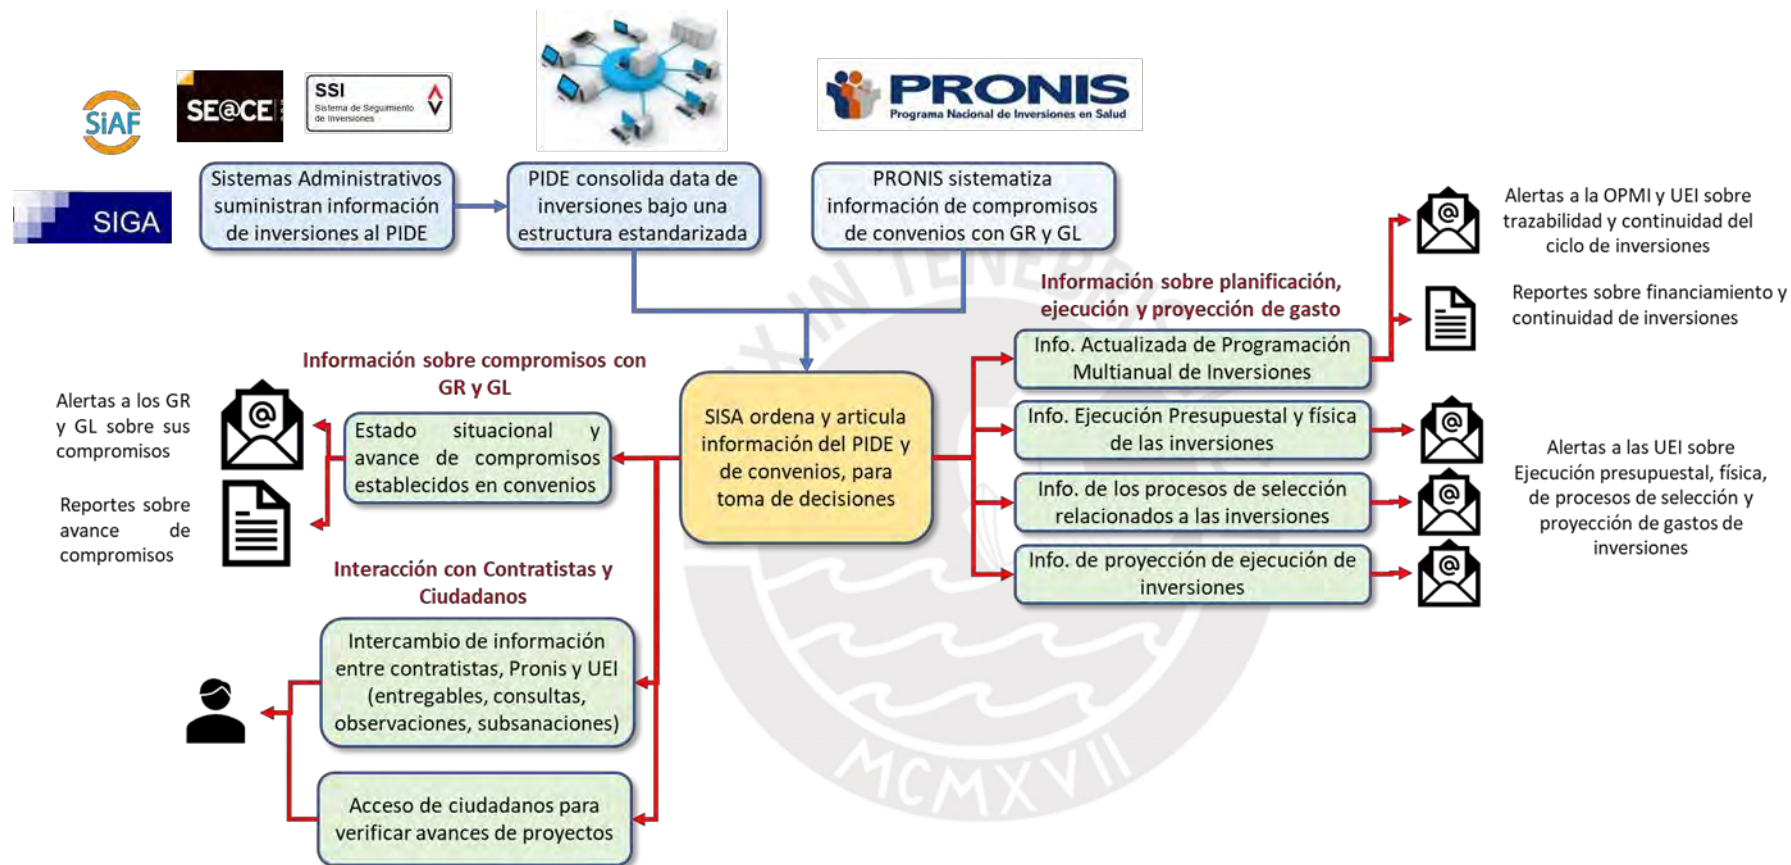 SiAF
SE@CE
SSI
Sistema de Seguimiento
de Inversiones
PRONIS
Programa Nacional de Inversiones en Salud
SIGA
Sistemas Administrativos
suministran información
de inversiones al PIDE
PIDE consolida data de
inversiones bajo una
estructura estandarizada
PRONIS sistematiza
información de compromisos
de convenios con GR y GL
Alertas a la OPMI y UEI sobre
trazabilidad y continuidad del
ciclo de inversiones
Reportes sobre financiamiento y
continuidad de inversiones
Información sobre planificación,
ejecución y proyección de gasto
Info. Actualizada de Programación
Multianual de Inversiones
Info. Ejecución Presupuestal y física
de las inversiones
Info. de los procesos de selección
relacionados a las inversiones
Info. de proyección de ejecución de
inversiones
Alertas a las UEI sobre
Ejecución presupuestal, física,
de procesos de selección y
proyección de gastos de
inversiones
SISA ordena y articula
información del PIDE y
de convenios, para
toma de decisiones
Información sobre compromisos con
GR y GL
Estado situacional y
avance de compromisos
establecidos en convenios
Alertas a los GR
y GL sobre sus
compromisos
Reportes sobre
avance de
compromisos
Interacción con Contratistas y
Ciudadanos
Intercambio de información
entre contratistas, Pronis y UEI
(entregables, consultas,
observaciones, subsanaciones)
Acceso de ciudadanos para
verificar avances de proyectos
MCMXVII